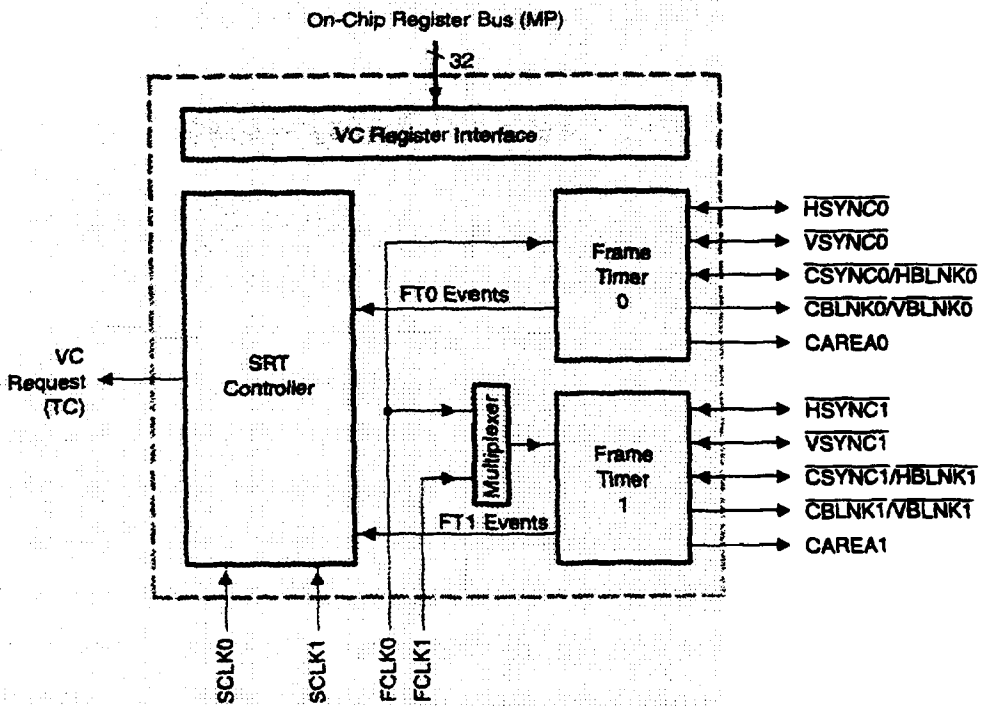 On-Chip Register Bus (MP)
32
VC Register Interface
HSYNC0
VSYNC0
CSYNC0/HBLNK0
CBLNK0/VBLNK0
CAREA0
Frame
Timer
0
FT0 Events
VC
Request
(TC)
SRT
Controller
Multiplexer
HSYNC1
VSYNC1
CSYNC1/HBLNK1
CBLNK1/VBLNK1
CAREA1
Frame
Timer
1
FT1 Events
SCLK0
SCLK1
FCLK0
FCLK1